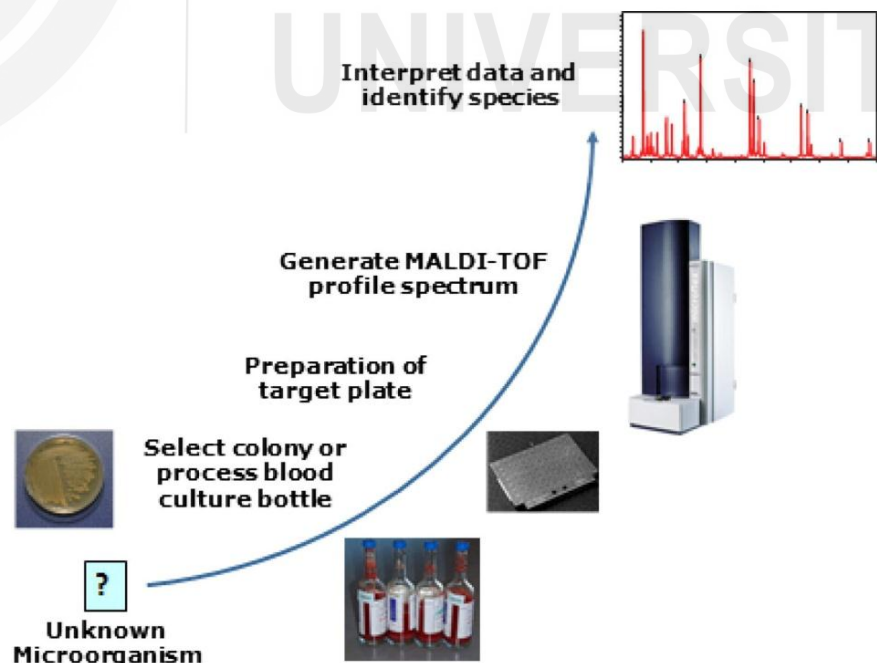 UNIVERSIT
Interpret data and
identify species
Generate MALDI-TOF
profile spectrum
Preparation of
target plate
Select colony or
process blood
culture bottle
?
Unknown
Microorganism